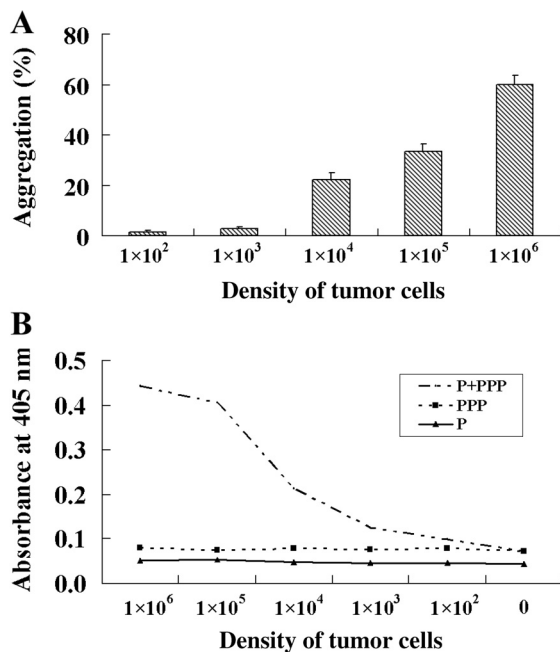 A
Aggregation (%)
80
60
40
20
0
1×10²
1×10³
1×10⁴
1×10⁵
1×10⁶
Density of tumor cells
B
Absorbance at 405 nm
0.5
0.4
0.3
0.2
0.1
0.0
P+PPP
PPP
P
1×10⁶
1×10⁵
1×10⁴
1×10³
1×10²
0
Density of tumor cells